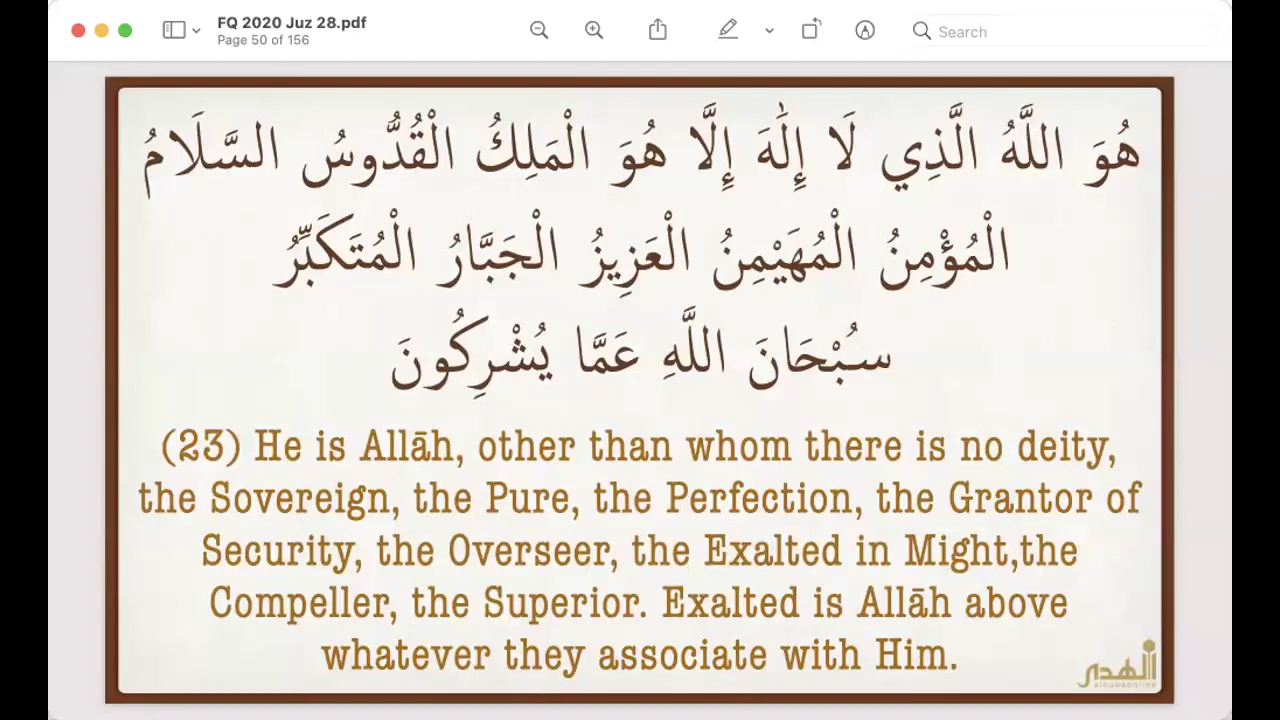 FQ 2020 Juz 28.pdf
Page 50 of 156
Search
هُوَ اللَّهُ الَّذِي لَا إِلَٰهَ إِلَّا هُوَ الْمَلِكُ الْقُدُّوسُ السَّلَامُ
الْمُؤْمِنُ الْمُهَيْمِنُ الْعَزِيزُ الْجَبَّارُ الْمُتَكَبِّرُ
سُبْحَانَ اللَّهِ عَمَّا يُشْرِكُونَ
(23) He is Allāh, other than whom there is no deity,
the Sovereign, the Pure, the Perfection, the Grantor of
Security, the Overseer, the Exalted in Might,the
Compeller, the Superior. Exalted is Allāh above
whatever they associate with Him.
الهدى
alhudaonline